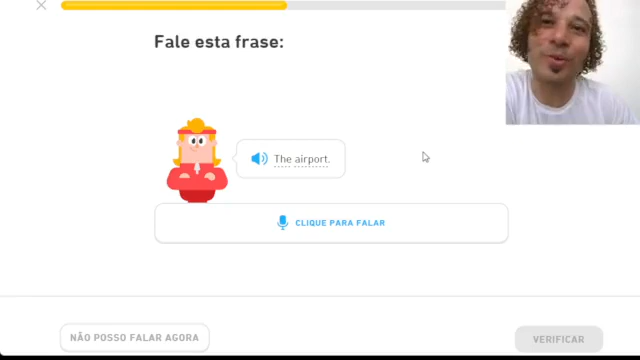 Fale esta frase:
The airport.
CLIQUE PARA FALAR
NÃO POSSO FALAR AGORA
VERIFICAR